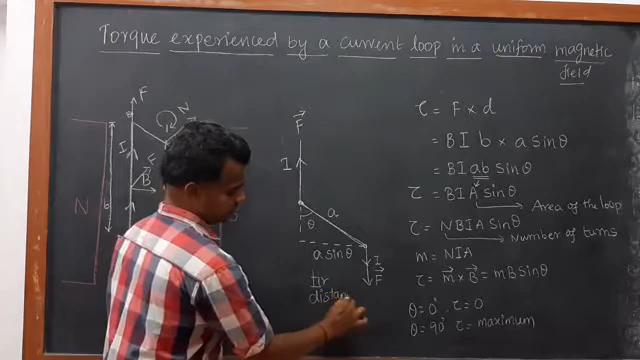 Torque experienced by a current loop in a uniform magnetic field
F
θ
N
I
F
B
b
N
F
I
a
θ
a sinθ
I
F
⊥r
distan
τ = F × d
= BI b × a sinθ
= BI ab sinθ
τ = BIA sinθ
Area of the loop
τ = NBIA sinθ
Number of turns
m = NIA
τ = m × B = mB sinθ
θ = 0° , τ = 0
θ = 90° τ = maximum